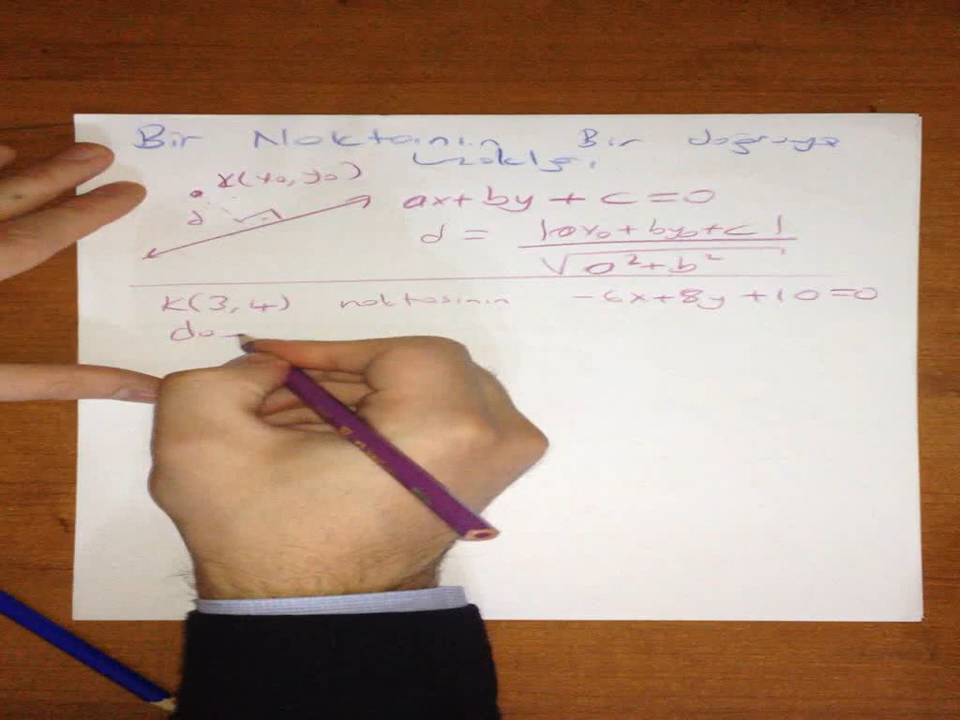 Bir Noktanın Bir doğruya
Uzaklığı
K(x₀, y₀)
d
ax + by + c = 0
d = |ax₀ + by₀ + c| / √a² + b²
K(3, 4) noktasının -6x + 8y + 10 = 0
do